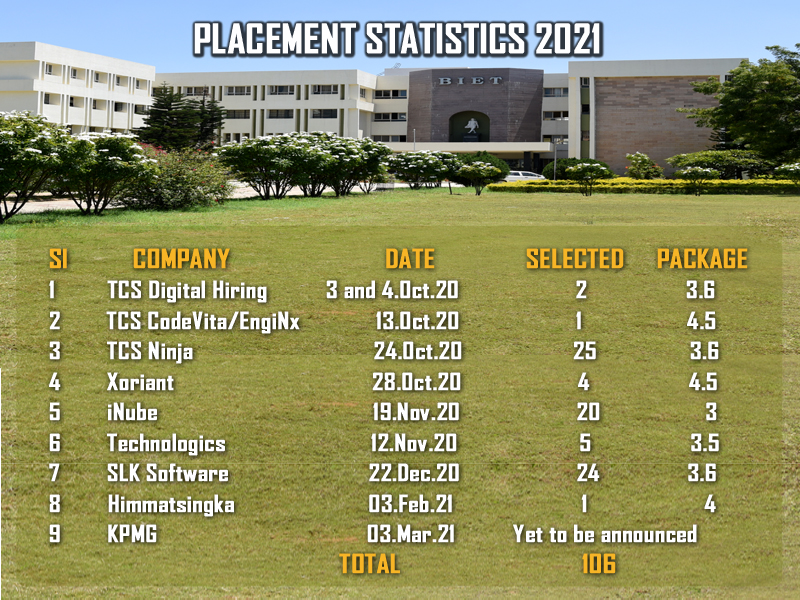 PLACEMENT STATISTICS 2021
BIET
Sl COMPANY DATE SELECTED PACKAGE
1 TCS Digital Hiring 3 and 4.Oct.20 2 3.6
2 TCS CodeVita/EngiNx 13.Oct.20 1 4.5
3 TCS Ninja 24.Oct.20 25 3.6
4 Xoriant 28.Oct.20 4 4.5
5 iNube 19.Nov.20 20 3
6 Technologics 12.Nov.20 5 3.5
7 SLK Software 22.Dec.20 24 3.6
8 Himmatsingka 03.Feb.21 1 4
9 KPMG 03.Mar.21 Yet to be announced
TOTAL 106